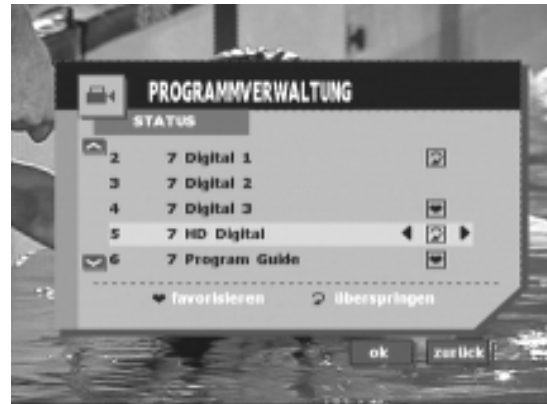 PROGRAMMVERWALTUNG
STATUS
2 7 Digital 1
3 7 Digital 2
4 7 Digital 3
5 7 HD Digital
6 7 Program Guide
favorisieren überspringen
ok zurück